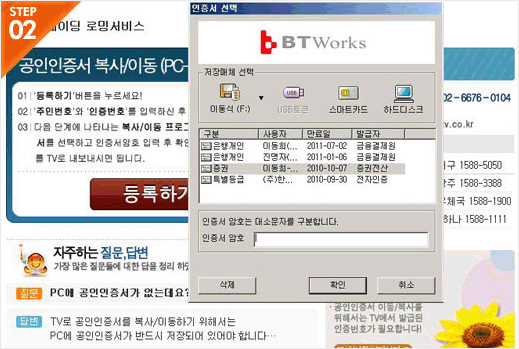 STEP
02
레이딩 로밍서비스
공인인증서 복사/이동 (PC-
01 | '등록하기'버튼을 누르세요!
02 | '주민번호'와 '인증번호'를 입력하신 후
03 | 다음 단계에 나타나는 복사/이동 프로그
서를 선택하고 인증서암호 입력 후 확인
를 TV로 내보내시면 됩니다.
등록하기
자주하는 질문,답변
가장 많은 질문들에 대한 답을 정리 하였
질문 PC에 공인인증서가 없는데요?
답변 TV로 공인인증서를 복사/이동하기 위해서는
PC에 공인인증서가 반드시 저장되어 있어야 합니다…
인증서 선택
BTWorks
저장매체 선택
이동식 (F:) USB토큰 스마트카드 하드디스크
구분 사용자 만료일 발급자
은행개인 이동희(... 2011-07-02 금융결제원
은행개인 진명자(... 2011-01-06 금융결제원
증권 이동희-... 2010-10-07 증권전산
특별등급 (주)한... 2010-09-30 전자인증
인증서 암호는 대소문자를 구분합니다.
인증서 암호
삭제 확인 취소
02-6676-0104
v.co.kr
구 1588-5050
주 1588-3388
국 1588-1900
하나 1588-1111
공인인증서 이동/복사를
위해서는 TV에서 발급된
인증번호가 필요합니다!